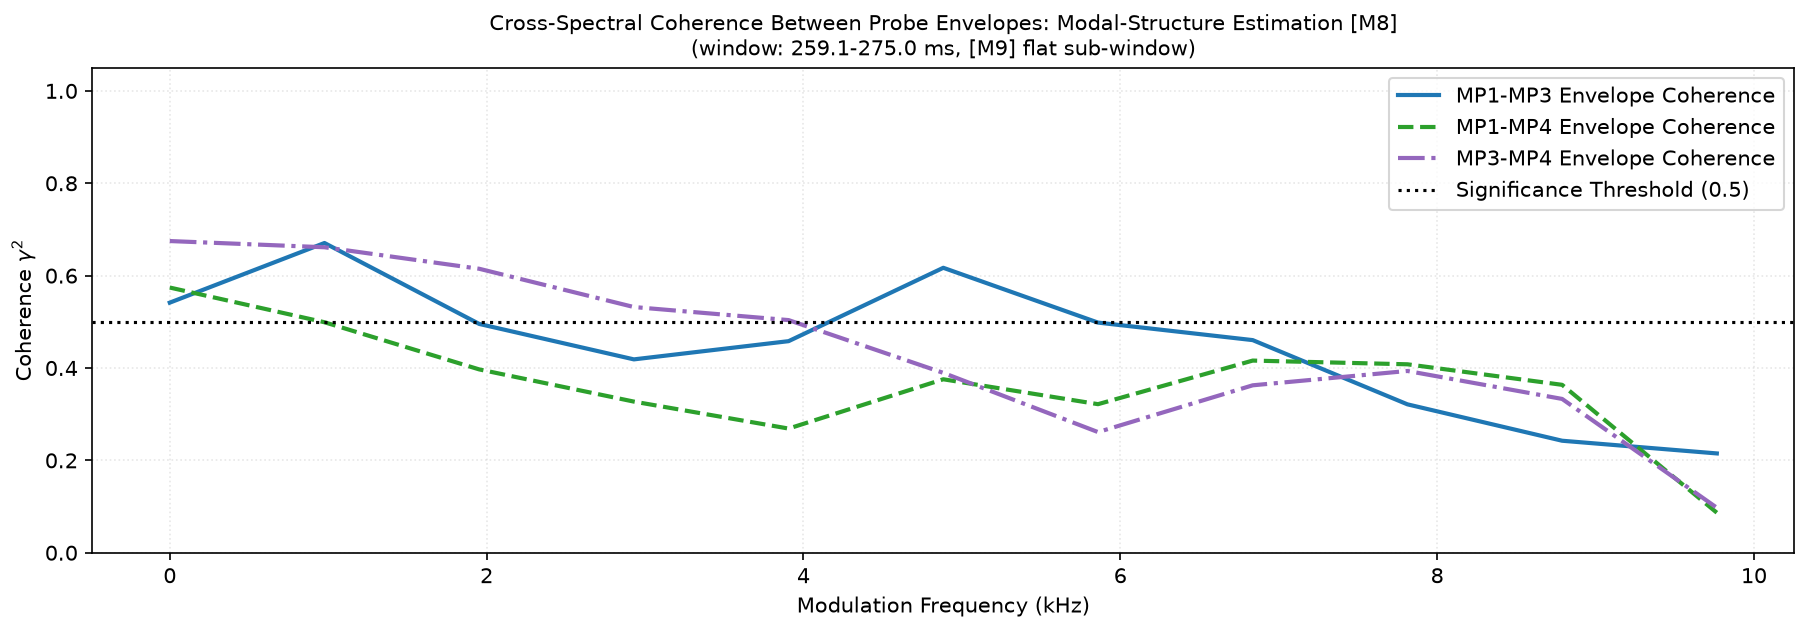 Cross-Spectral Coherence Between Probe Envelopes: Modal-Structure Estimation [M8]
(window: 259.1-275.0 ms, [M9] flat sub-window)
Coherence γ²
1.0
0.8
0.6
0.4
0.2
0.0
MP1-MP3 Envelope Coherence
MP1-MP4 Envelope Coherence
MP3-MP4 Envelope Coherence
Significance Threshold (0.5)
0 2 4 6 8 10
Modulation Frequency (kHz)